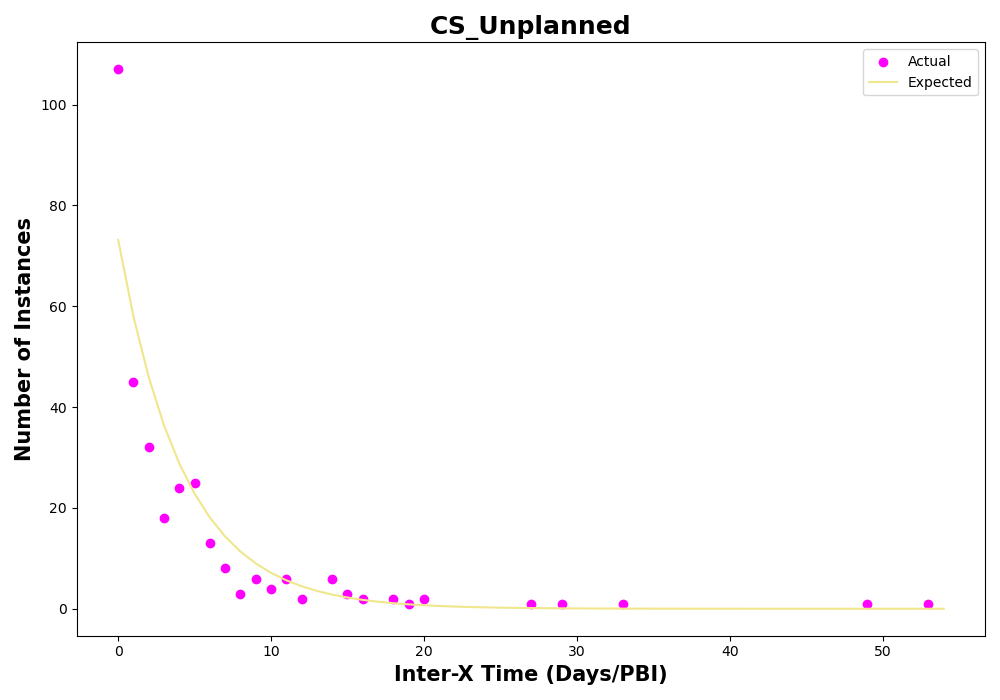 CS_Unplanned
Actual
Expected
Number of Instances
100
80
60
40
20
0
0 10 20 30 40 50
Inter-X Time (Days/PBI)